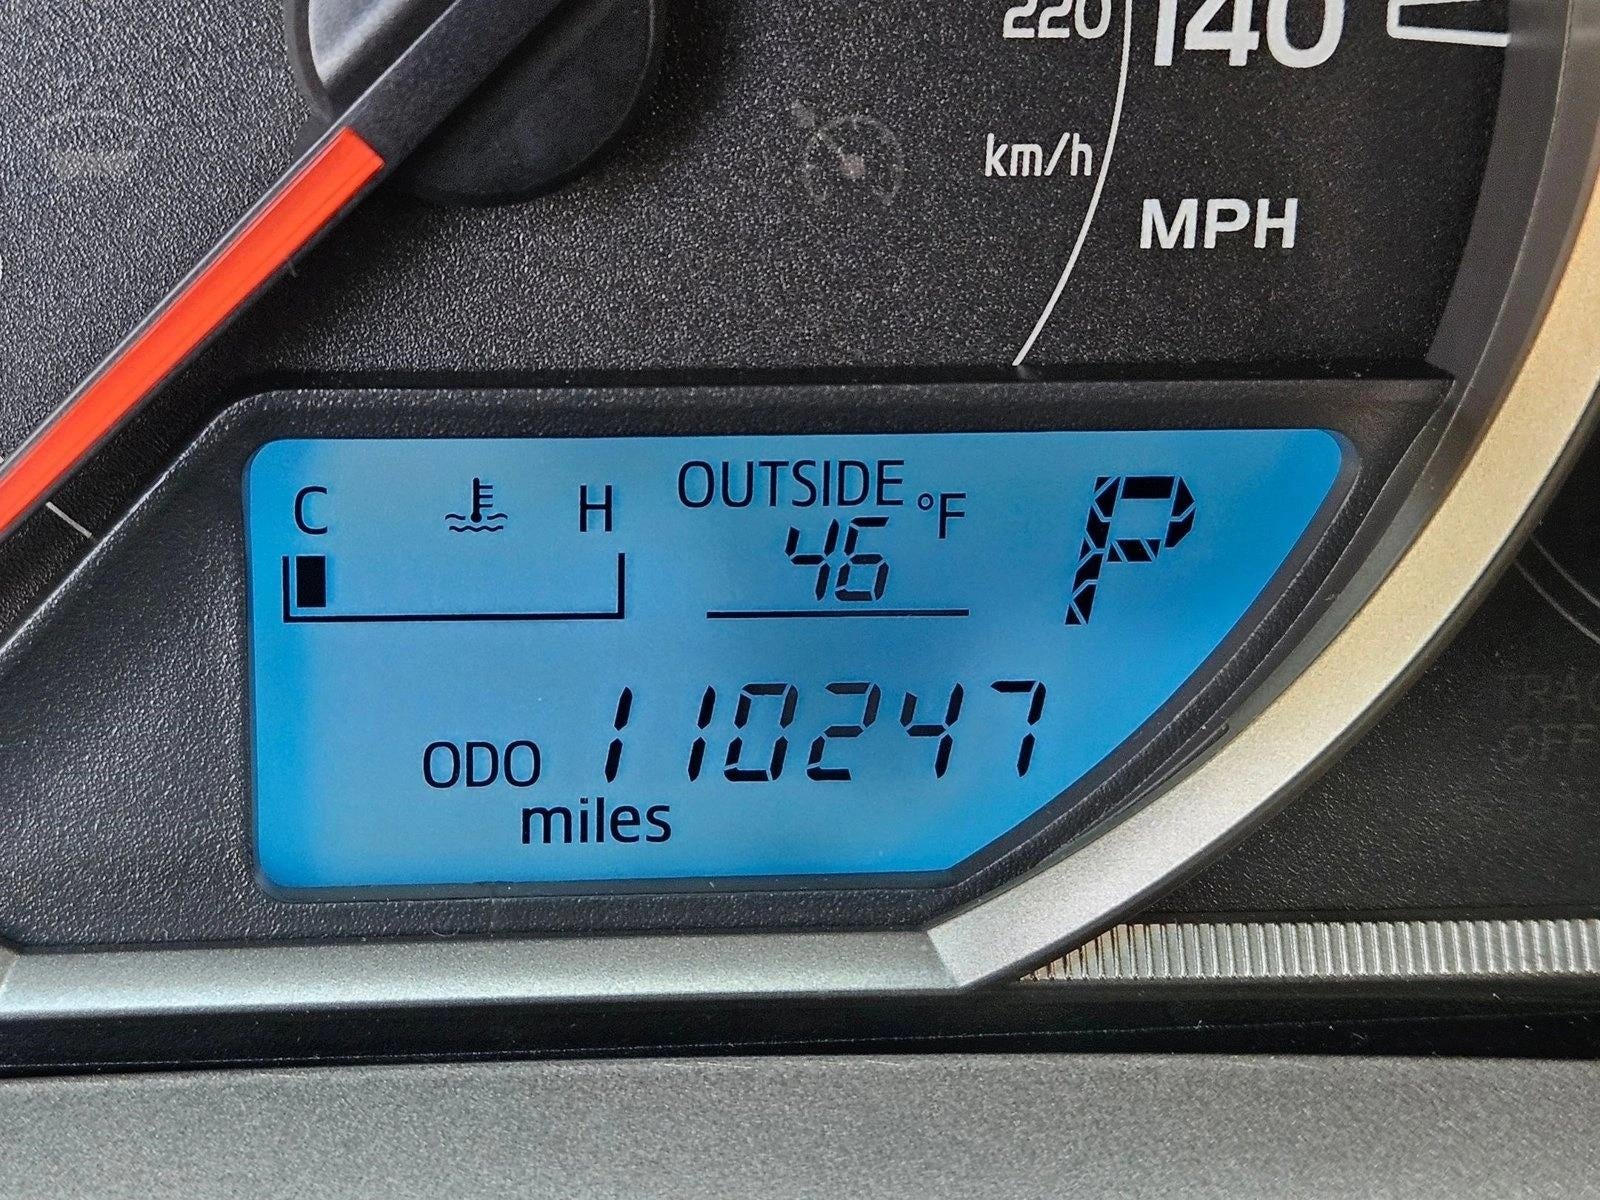 220 140
km/h
MPH
C H OUTSIDE
46 °F P
ODO 110247
miles